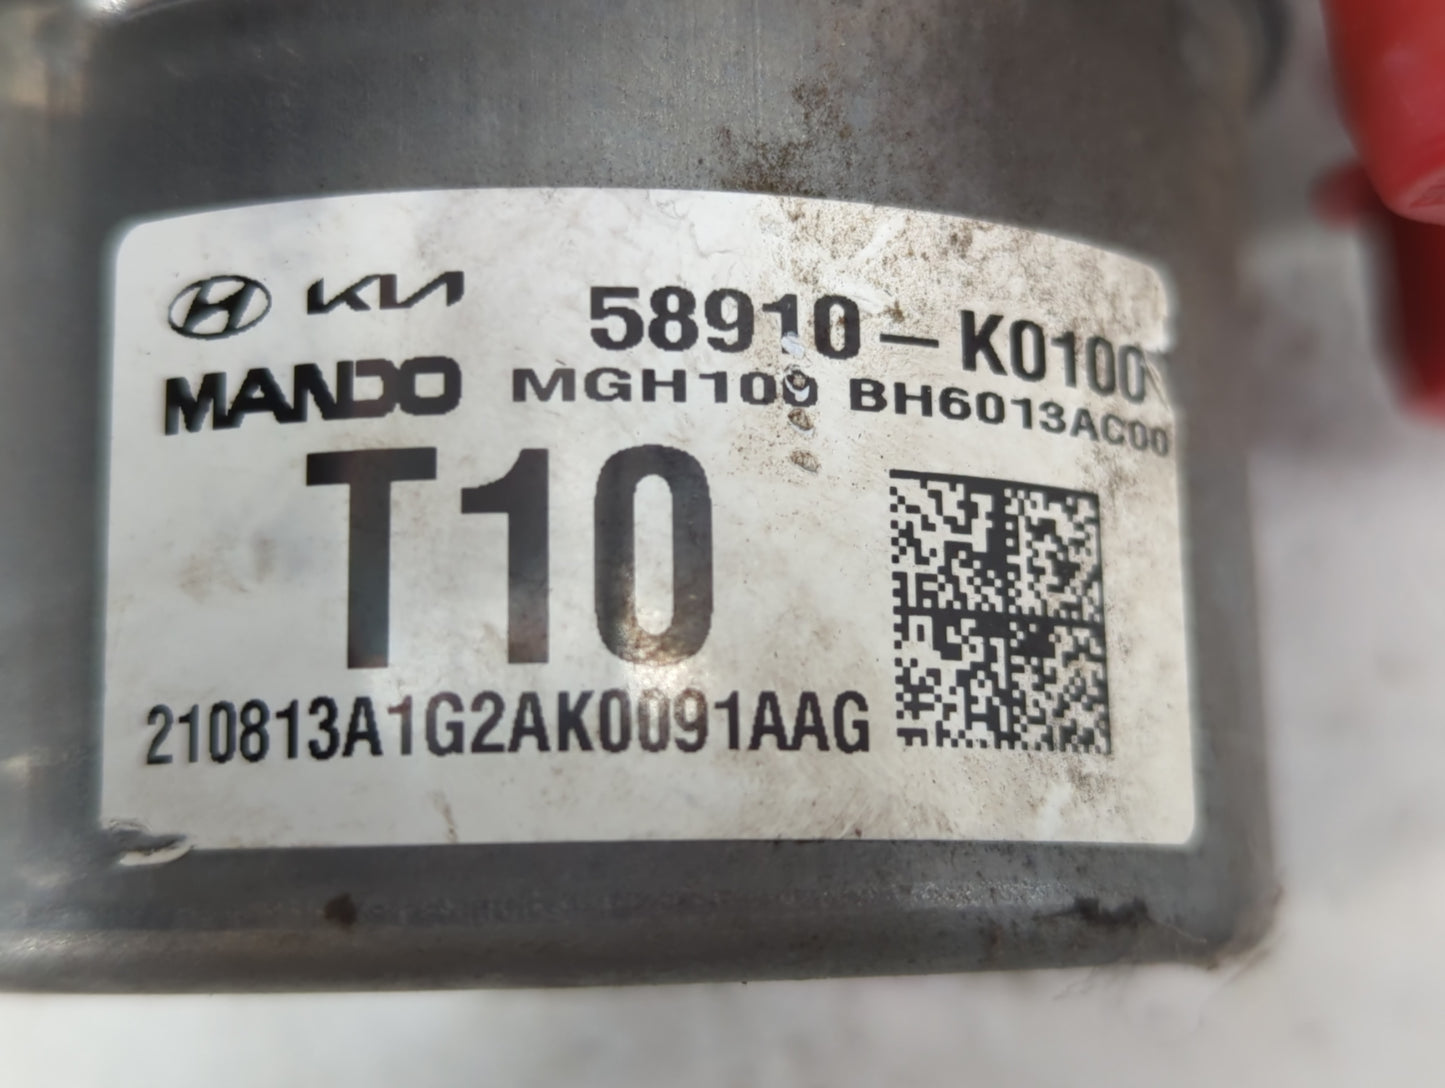 KIA 58910-K0100
MANDO MGH100 BH6013AC00
T10
210813A1G2AK0091AAG